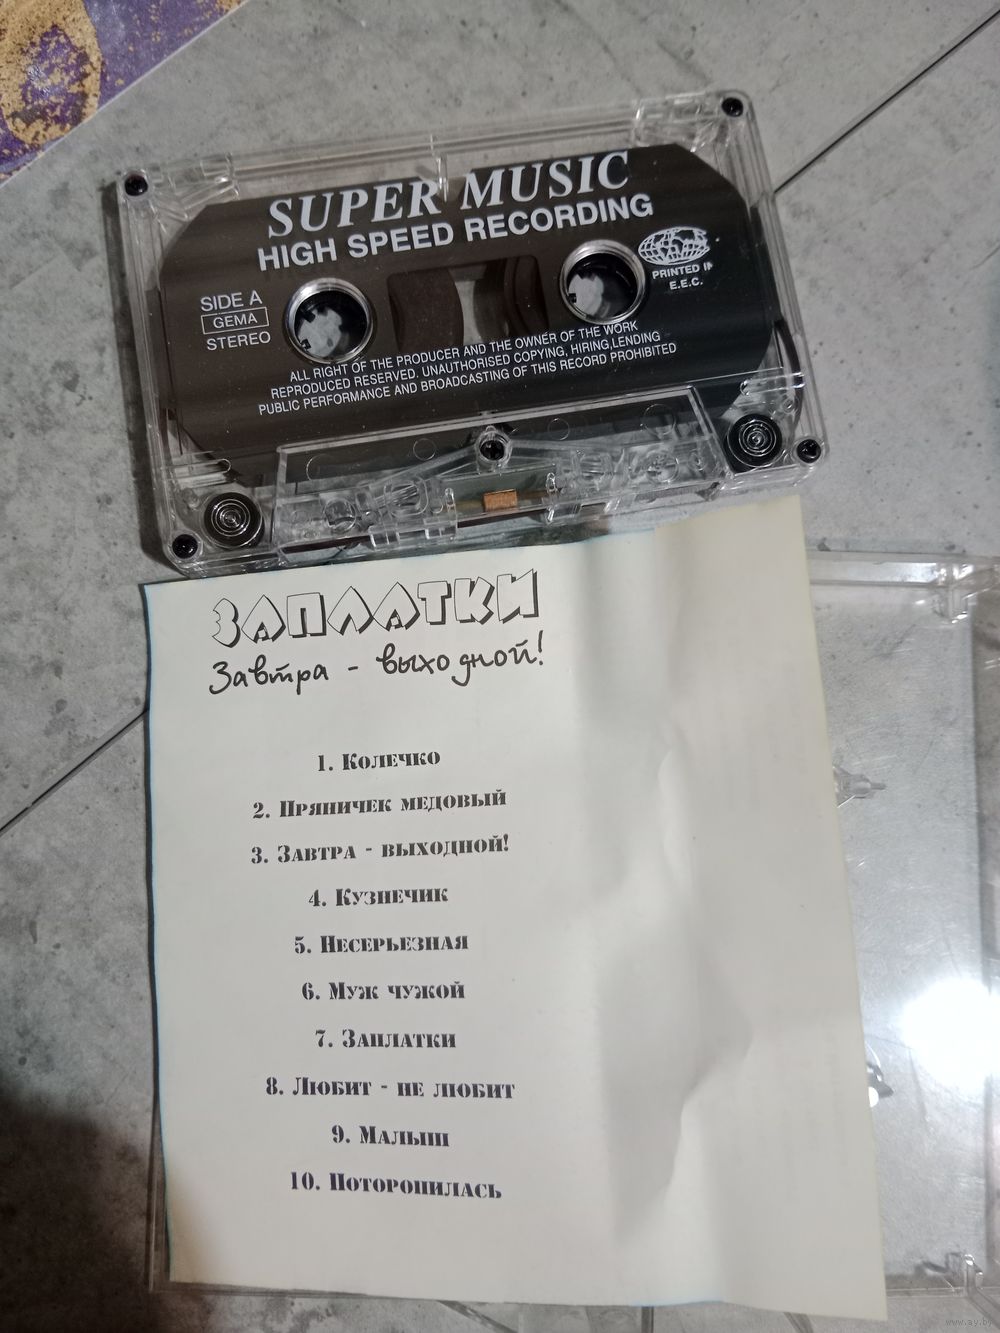 SUPER MUSIC
HIGH SPEED RECORDING
PRINTED IN
E.E.C.
SIDE A
GEMA
STEREO
ALL RIGHT OF THE PRODUCER AND THE OWNER OF THE WORK
REPRODUCED RESERVED. UNAUTHORISED COPYING, HIRING,LENDING
PUBLIC PERFORMANCE AND BROADCASTING OF THIS RECORD PROHIBITED
ЗАПЛАТКИ
Завтра - выходной!
1. Колечко
2. Пряничек медовый
3. Завтра - выходной!
4. Кузнечик
5. Несерьезная
6. Муж чужой
7. Заплатки
8. Любит - не любит
9. Малыш
10. Поторопилась
www.ay.by